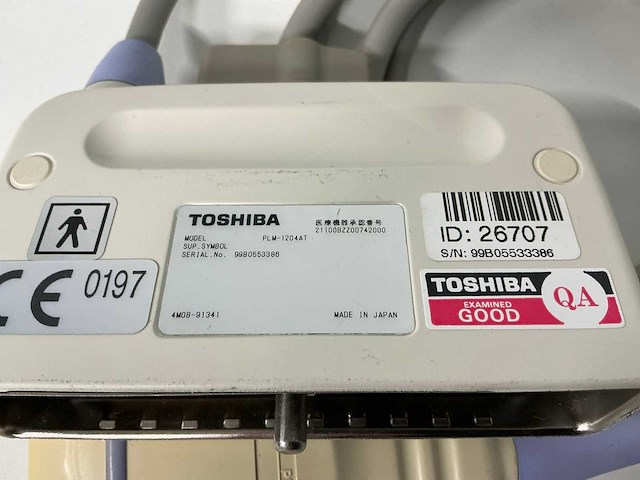 TOSHIBA
医療機器承認番号
21100BZZ00742000
MODEL PLM-1204AT
SUP.SYMBOL
SERIAL.No. 99B0553386
4M08-91341 MADE IN JAPAN
ID: 26707
S/N: 99B05533386
TOSHIBA
EXAMINED
GOOD
QA
CE 0197